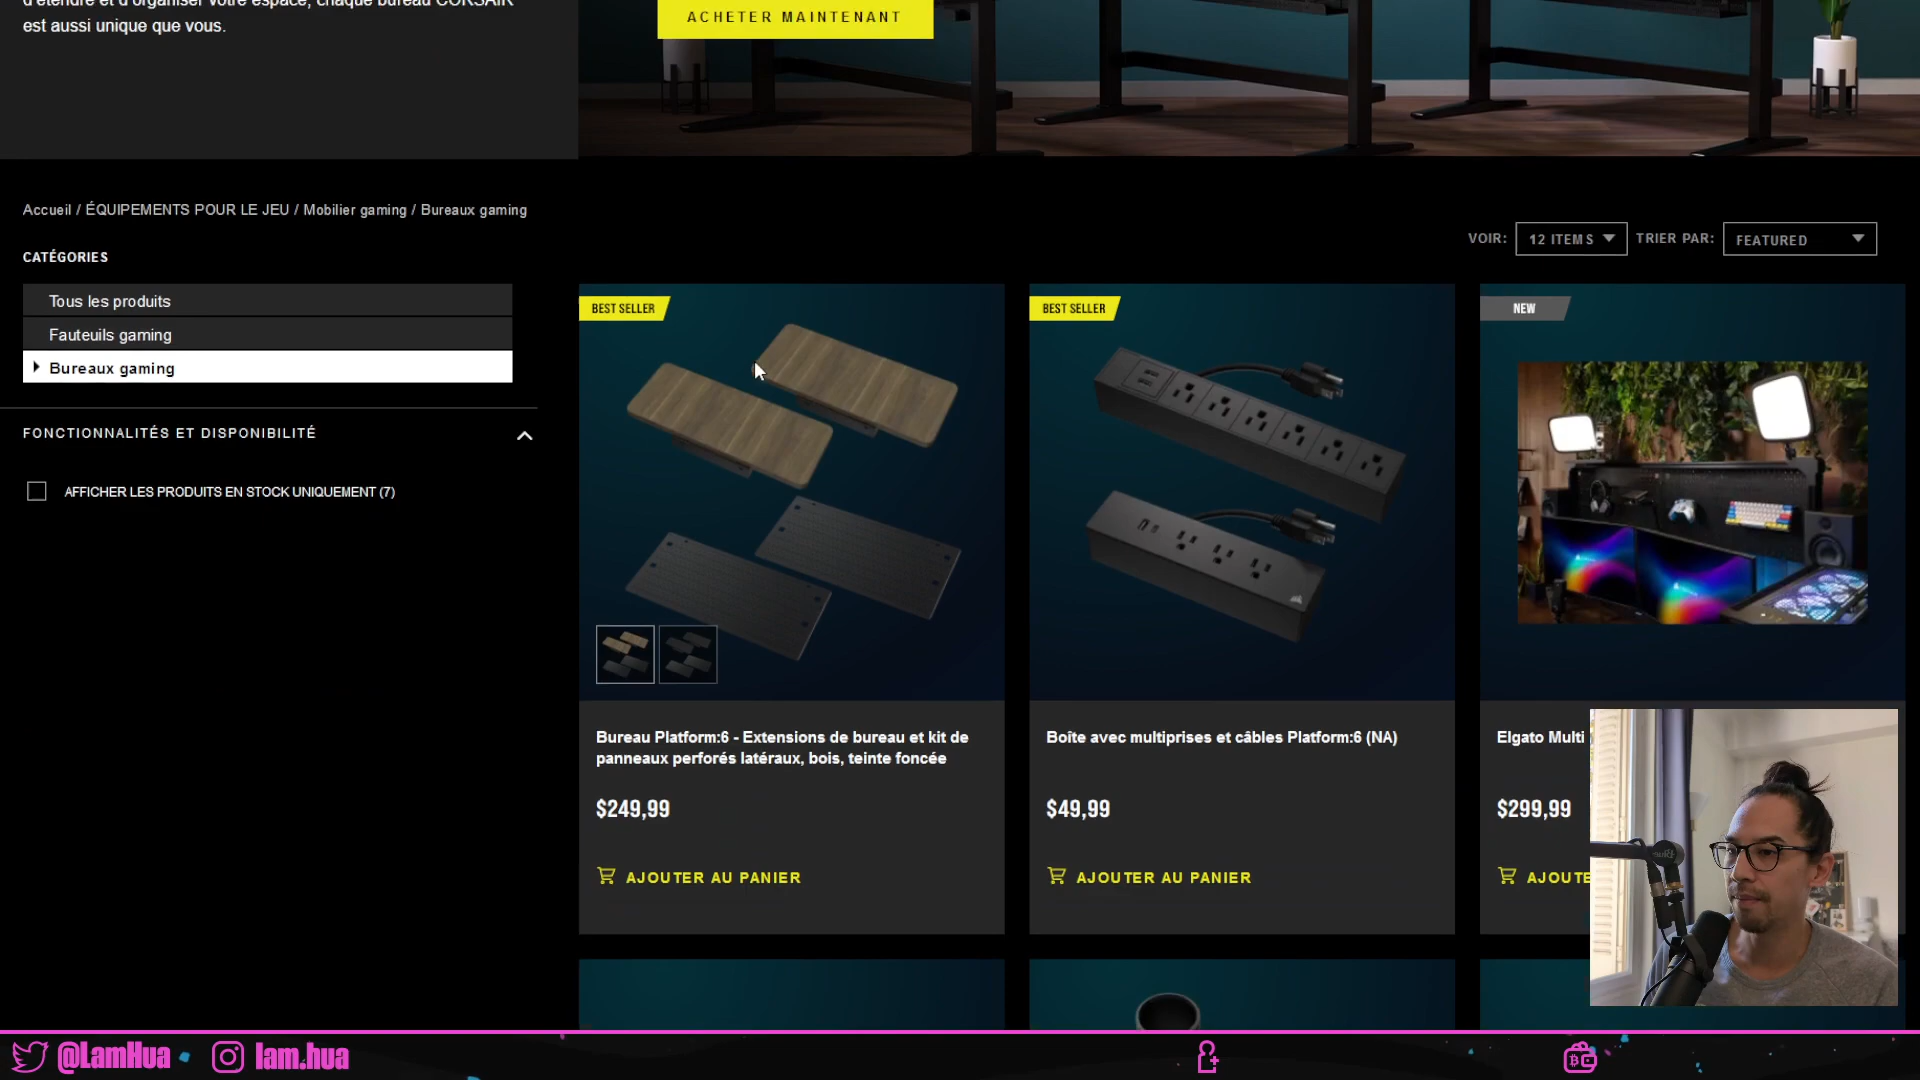 d'étendre et d'organiser votre espace, chaque bureau CORSAIR
est aussi unique que vous.
ACHETER MAINTENANT
Accueil / ÉQUIPEMENTS POUR LE JEU / Mobilier gaming / Bureaux gaming
VOIR: 12 ITEMS TRIER PAR: FEATURED
CATÉGORIES
Tous les produits
Fauteuils gaming
Bureaux gaming
FONCTIONNALITÉS ET DISPONIBILITÉ
AFFICHER LES PRODUITS EN STOCK UNIQUEMENT (7)
BEST SELLER
Bureau Platform:6 - Extensions de bureau et kit de
panneaux perforés latéraux, bois, teinte foncée
$249,99
AJOUTER AU PANIER
BEST SELLER
Boîte avec multiprises et câbles Platform:6 (NA)
$49,99
AJOUTER AU PANIER
NEW
Elgato Multi
$299,99
AJOUTE
Blue
@LamHua
lam.hua